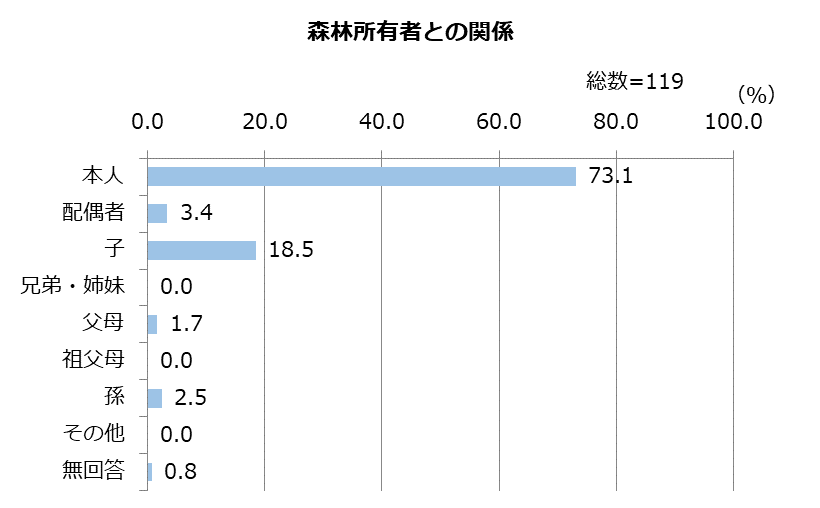 森林所有者との関係
総数=119
(%)
0.0 20.0 40.0 60.0 80.0 100.0
本人 73.1
配偶者 3.4
子 18.5
兄弟・姉妹 0.0
父母 1.7
祖父母 0.0
孫 2.5
その他 0.0
無回答 0.8